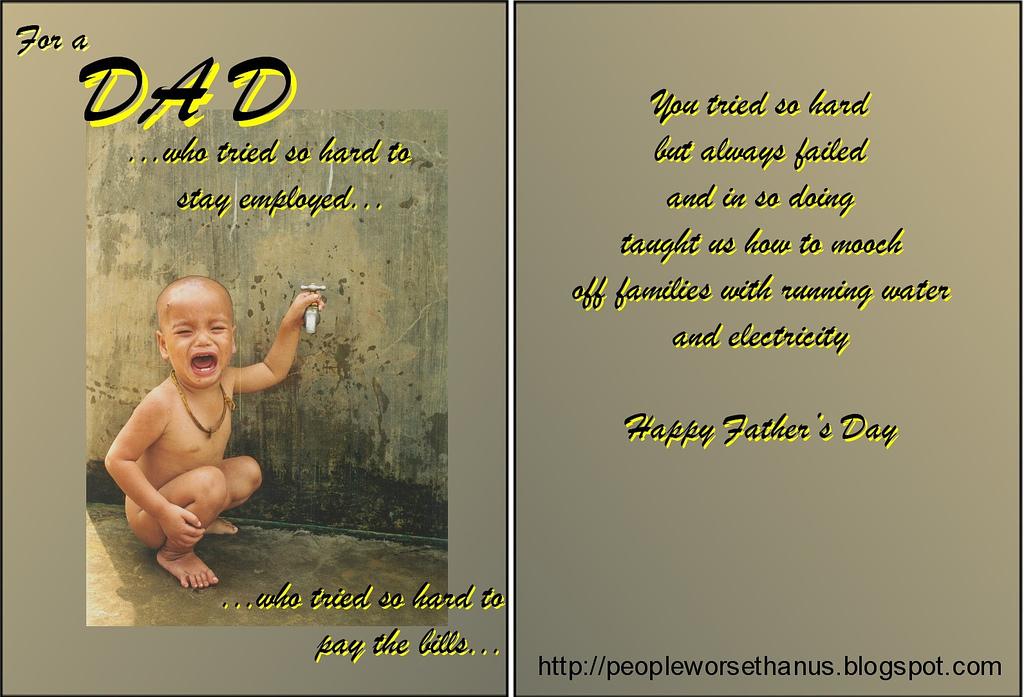 For a
DAD
...who tried so hard to
stay employed...
...who tried so hard to
pay the bills...
You tried so hard
but always failed
and in so doing
taught us how to mooch
off families with running water
and electricity
Happy Father's Day
http://peopleworsethanus.blogspot.com